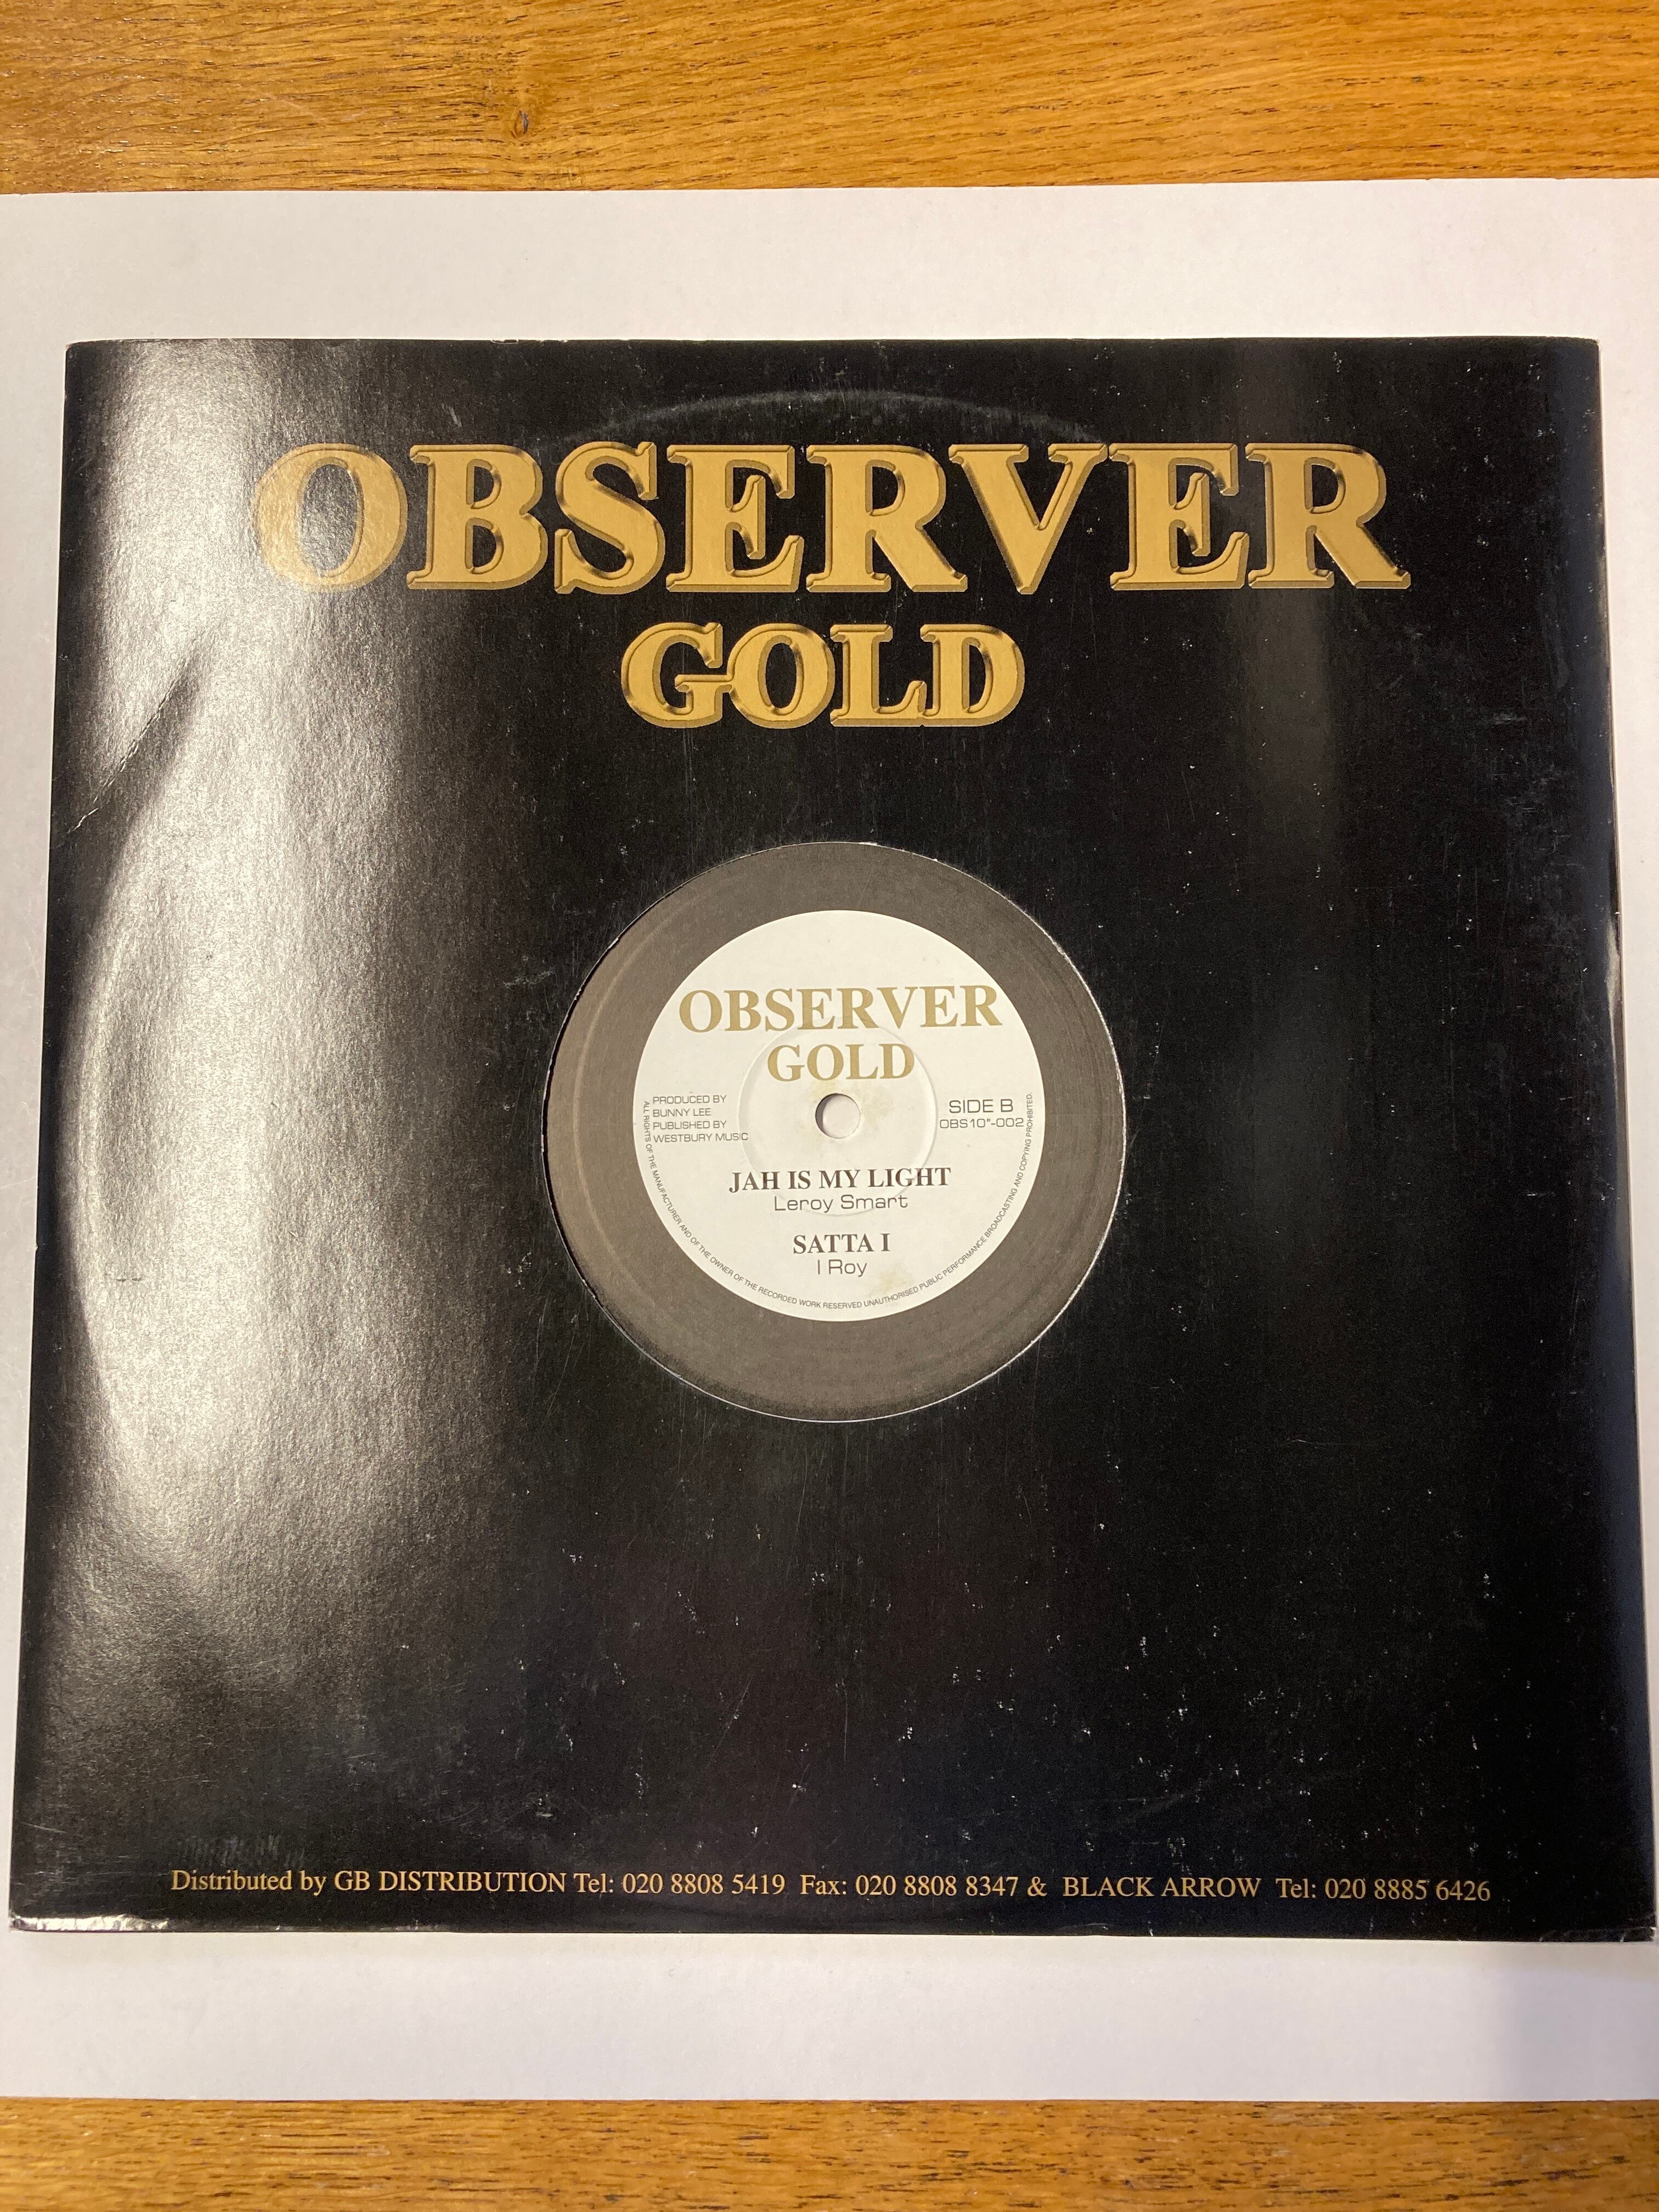 OBSERVER
GOLD
OBSERVER
GOLD
PRODUCED BY
BUNNY LEE
PUBLISHED BY
WESTBURY MUSIC
SIDE B
OBS10"-002
JAH IS MY LIGHT
Leroy Smart
SATTA I
I Roy
ALL RIGHTS OF THE MANUFACTURER AND OF THE OWNER OF THE RECORDED WORK RESERVED UNAUTHORISED PUBLIC PERFORMANCE BROADCASTING AND COPYING PROHIBITED.
Distributed by GB DISTRIBUTION Tel: 020 8808 5419 Fax: 020 8808 8347 & BLACK ARROW Tel: 020 8885 6426